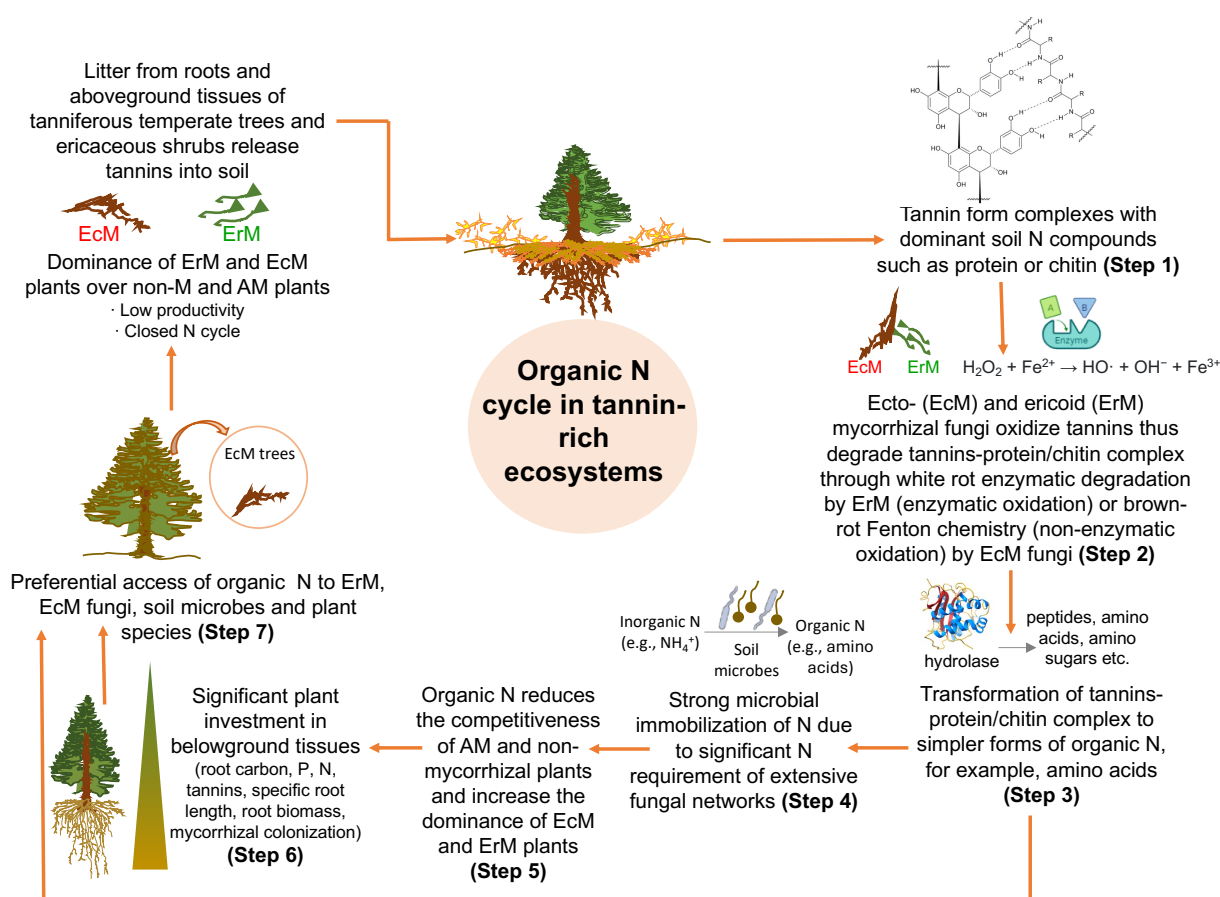 Litter from roots and
aboveground tissues of
tanniferous temperate trees and
ericaceous shrubs release
tannins into soil
EcM
ErM
Dominance of ErM and EcM
plants over non-M and AM plants
· Low productivity
· Closed N cycle
Organic N
cycle in tannin-
rich
ecosystems
Tannin form complexes with
dominant soil N compounds
such as protein or chitin (Step 1)
EcM
ErM
A
B
Enzyme
H₂O₂ + Fe²⁺ → HO· + OH⁻ + Fe³⁺
Ecto- (EcM) and ericoid (ErM)
mycorrhizal fungi oxidize tannins thus
degrade tannins-protein/chitin complex
through white rot enzymatic degradation
by ErM (enzymatic oxidation) or brown-
rot Fenton chemistry (non-enzymatic
oxidation) by EcM fungi (Step 2)
hydrolase
peptides, amino
acids, amino
sugars etc.
Transformation of tannins-
protein/chitin complex to
simpler forms of organic N,
for example, amino acids
(Step 3)
Inorganic N
(e.g., NH₄⁺)
Soil
microbes
Organic N
(e.g., amino
acids)
Strong microbial
immobilization of N due
to significant N
requirement of extensive
fungal networks (Step 4)
Organic N reduces
the competitiveness
of AM and non-
mycorrhizal plants
and increase the
dominance of EcM
and ErM plants
(Step 5)
Significant plant
investment in
belowground tissues
(root carbon, P, N,
tannins, specific root
length, root biomass,
mycorrhizal colonization)
(Step 6)
EcM trees
Preferential access of organic N to ErM,
EcM fungi, soil microbes and plant
species (Step 7)